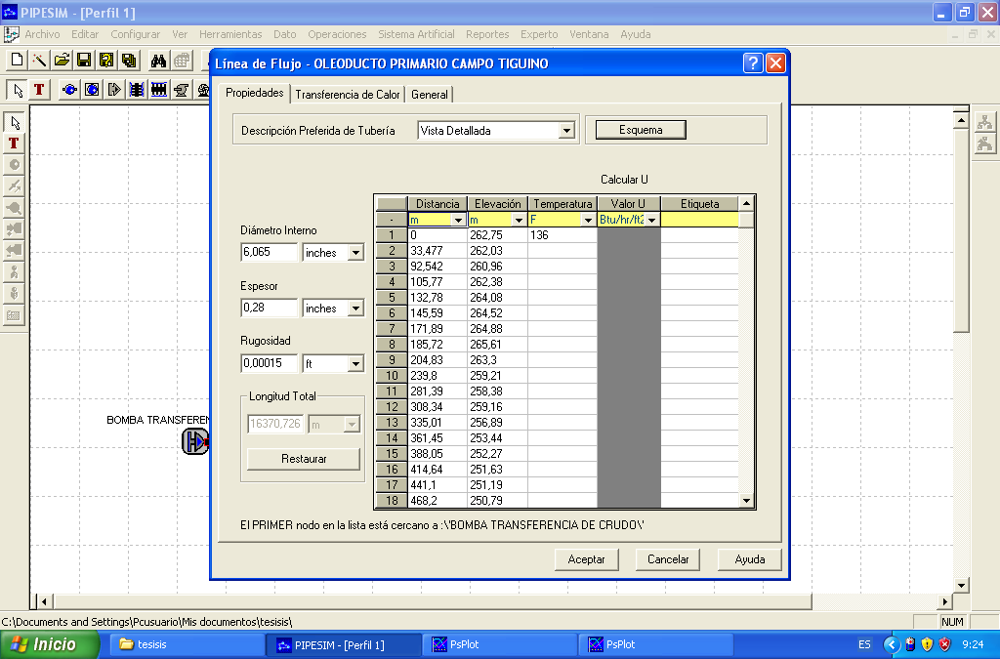 PIPESIM - [Perfil 1]
Archivo Editar Configurar Ver Herramientas Dato Operaciones Sistema Artificial Reportes Experto Ventana Ayuda
Línea de Flujo - OLEODUCTO PRIMARIO CAMPO TIGUINO
Propiedades Transferencia de Calor General
Descripción Preferida de Tubería Vista Detallada Esquema
Calcular U
Distancia Elevación Temperatura Valor U Etiqueta
- m m F Btu/hr/ft2
1 0 262,75 136
2 33,477 262,03
3 92,542 260,96
4 105,77 262,38
5 132,78 264,08
6 145,59 264,52
7 171,89 264,88
8 185,72 265,61
9 204,83 263,3
10 239,8 259,21
11 281,39 258,38
12 308,34 259,16
13 335,01 256,89
14 361,45 253,44
15 388,05 252,27
16 414,64 251,63
17 441,1 251,19
18 468,2 250,79
Diámetro Interno
6,065 inches
Espesor
0,28 inches
Rugosidad
0,00015 ft
Longitud Total
16370,726 m
Restaurar
El PRIMER nodo en la lista está cercano a :\'BOMBA TRANSFERENCIA DE CRUDO\'
Aceptar Cancelar Ayuda
BOMBA TRANSFEREN
T
T
C:\Documents and Settings\Pcusuario\Mis documentos\tesisis\
NUM
Inicio tesisis PIPESIM - [Perfil 1] PsPlot PsPlot ES 9:24